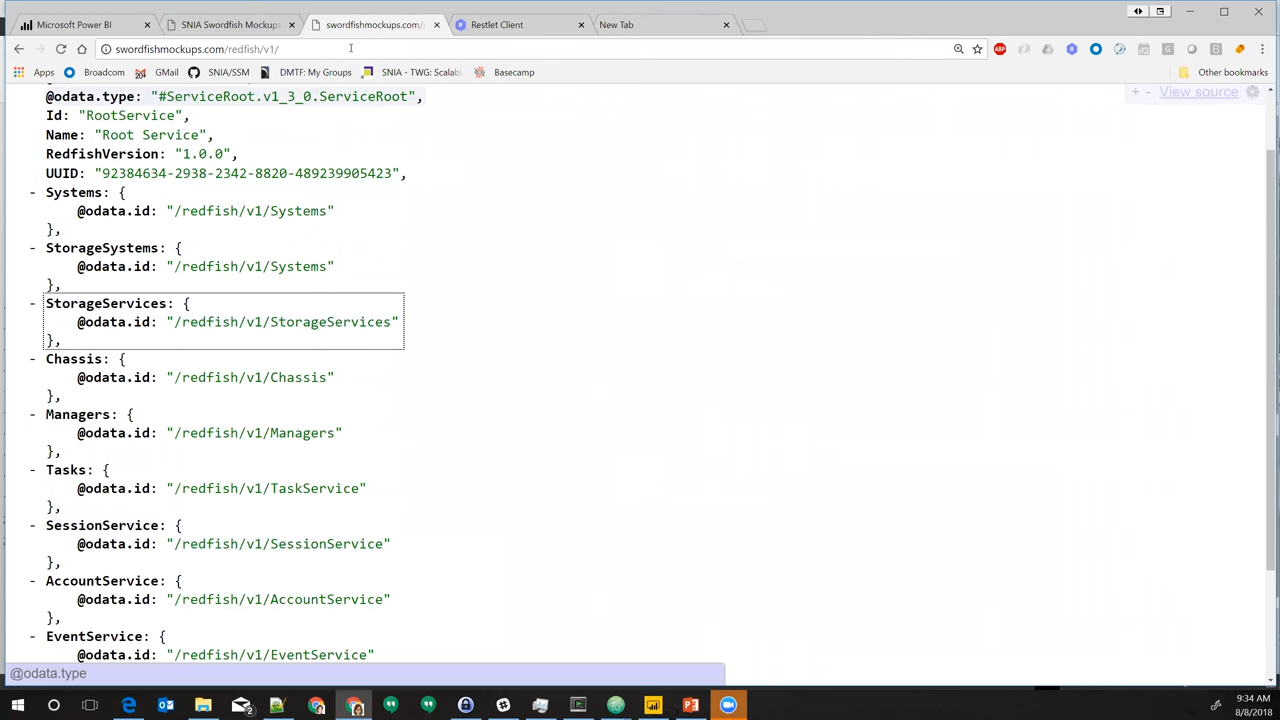 Microsoft Power BI
SNIA Swordfish Mockups
swordfishmockups.com/
Restlet Client
New Tab
swordfishmockups.com/redfish/v1/
Apps
Broadcom
GMail
SNIA/SSM
DMTF: My Groups
SNIA - TWG: Scalab
Basecamp
Other bookmarks
@odata.type: "#ServiceRoot.v1_3_0.ServiceRoot",
+ - View source
Id: "RootService",
Name: "Root Service",
RedfishVersion: "1.0.0",
UUID: "92384634-2938-2342-8820-489239905423",
- Systems: {
@odata.id: "/redfish/v1/Systems"
},
- StorageSystems: {
@odata.id: "/redfish/v1/Systems"
},
- StorageServices: {
@odata.id: "/redfish/v1/StorageServices"
},
- Chassis: {
@odata.id: "/redfish/v1/Chassis"
},
- Managers: {
@odata.id: "/redfish/v1/Managers"
},
- Tasks: {
@odata.id: "/redfish/v1/TaskService"
},
- SessionService: {
@odata.id: "/redfish/v1/SessionService"
},
- AccountService: {
@odata.id: "/redfish/v1/AccountService"
},
- EventService: {
@odata.id: "/redfish/v1/EventService"
@odata.type
9:34 AM
8/8/2018